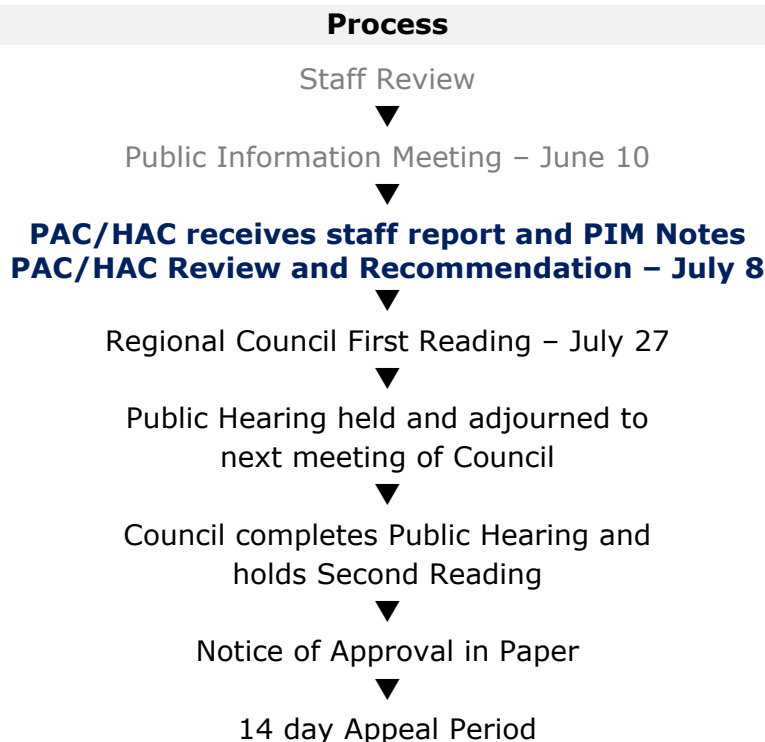 Process
Staff Review
Public Information Meeting – June 10
PAC/HAC receives staff report and PIM Notes
PAC/HAC Review and Recommendation – July 8
Regional Council First Reading – July 27
Public Hearing held and adjourned to
next meeting of Council
Council completes Public Hearing and
holds Second Reading
Notice of Approval in Paper
14 day Appeal Period